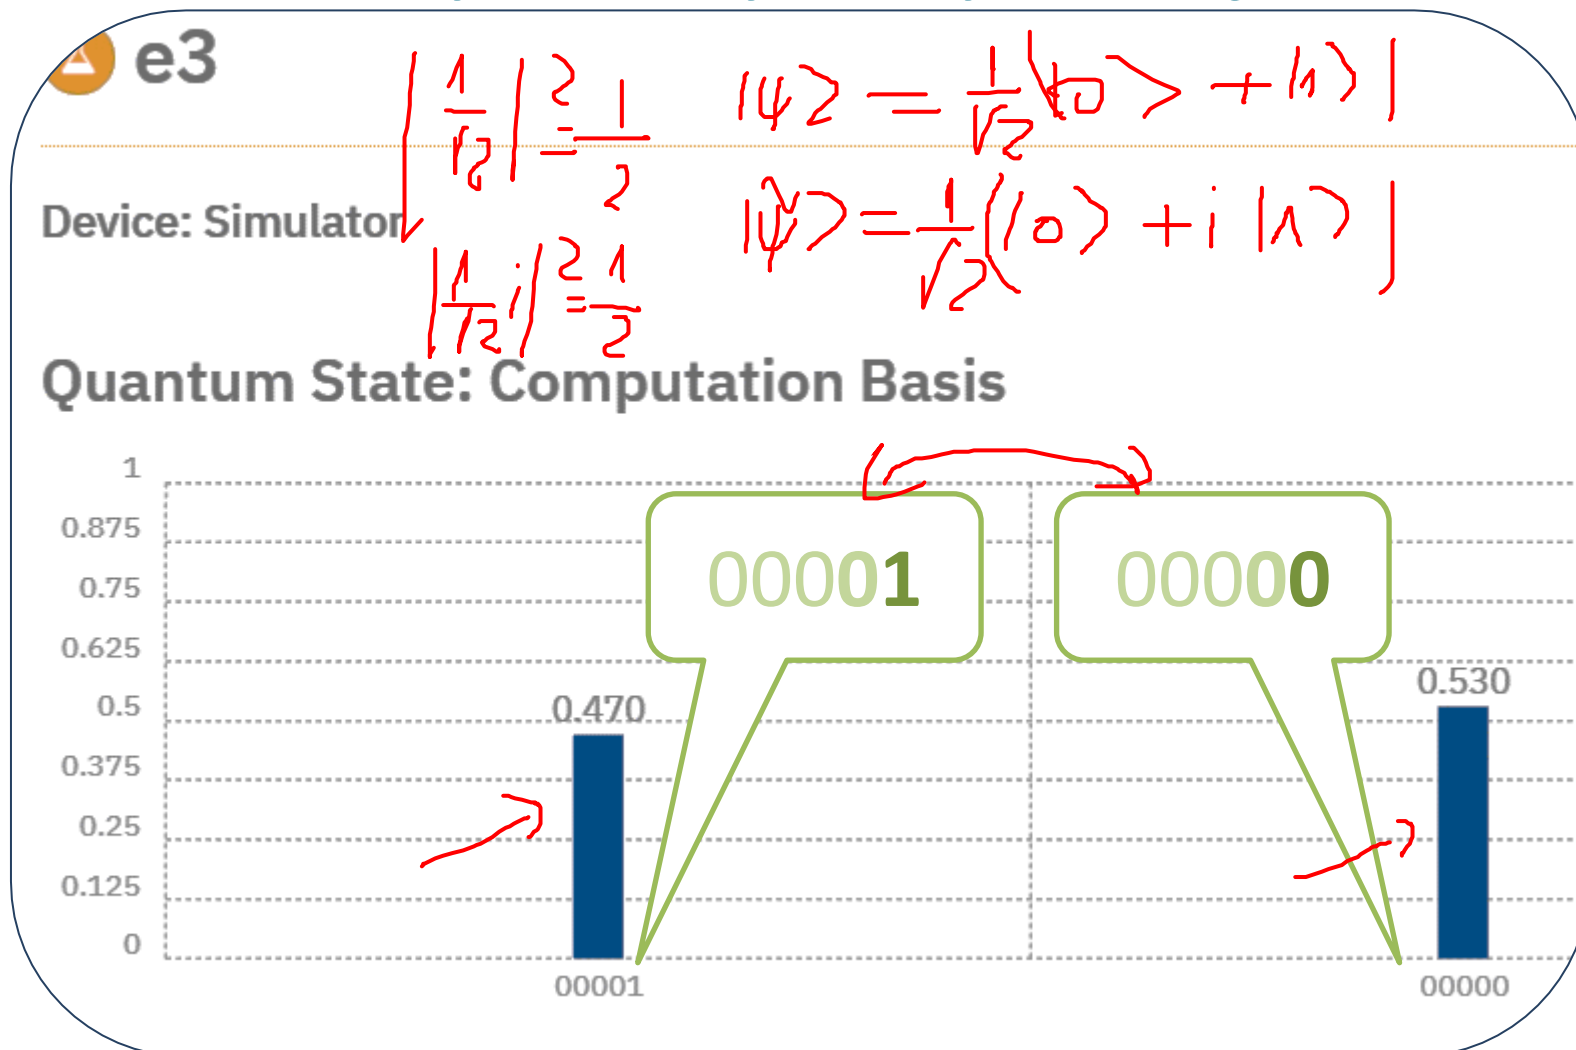 e3
|1/√2|² = 1/2
|ψ> = 1/√2 (|0> + |1>)
Device: Simulator
|ψ> = 1/√2 (|0> + i |1>)
|1/√2 i|² = 1/2
Quantum State: Computation Basis
1
0.875
0.75
0.625
0.5
0.375
0.25
0.125
0
00001
00000
0.470
0.530
00001
00000